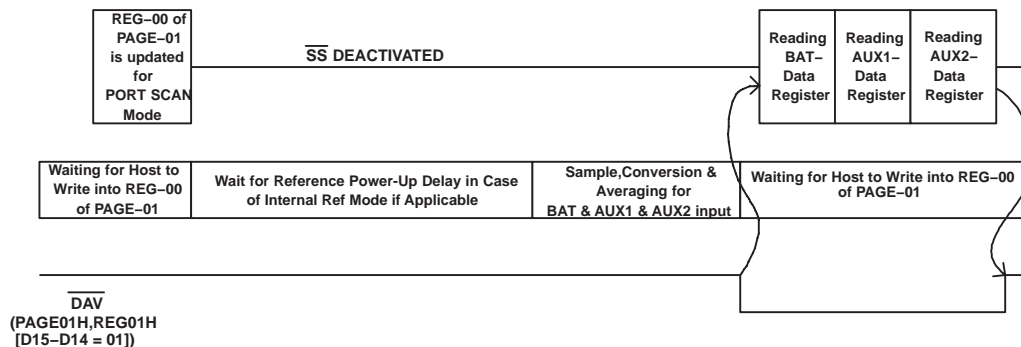 REG−00 of
PAGE−01
is updated
for
PORT SCAN
Mode
SS DEACTIVATED
Reading
BAT−
Data
Register
Reading
AUX1−
Data
Register
Reading
AUX2−
Data
Register
Waiting for Host to
Write into REG−00
of PAGE−01
Wait for Reference Power-Up Delay in Case
of Internal Ref Mode if Applicable
Sample,Conversion &
Averaging for
BAT & AUX1 & AUX2 input
Waiting for Host to Write into REG−00
of PAGE−01
DAV
(PAGE01H,REG01H
[D15−D14 = 01])